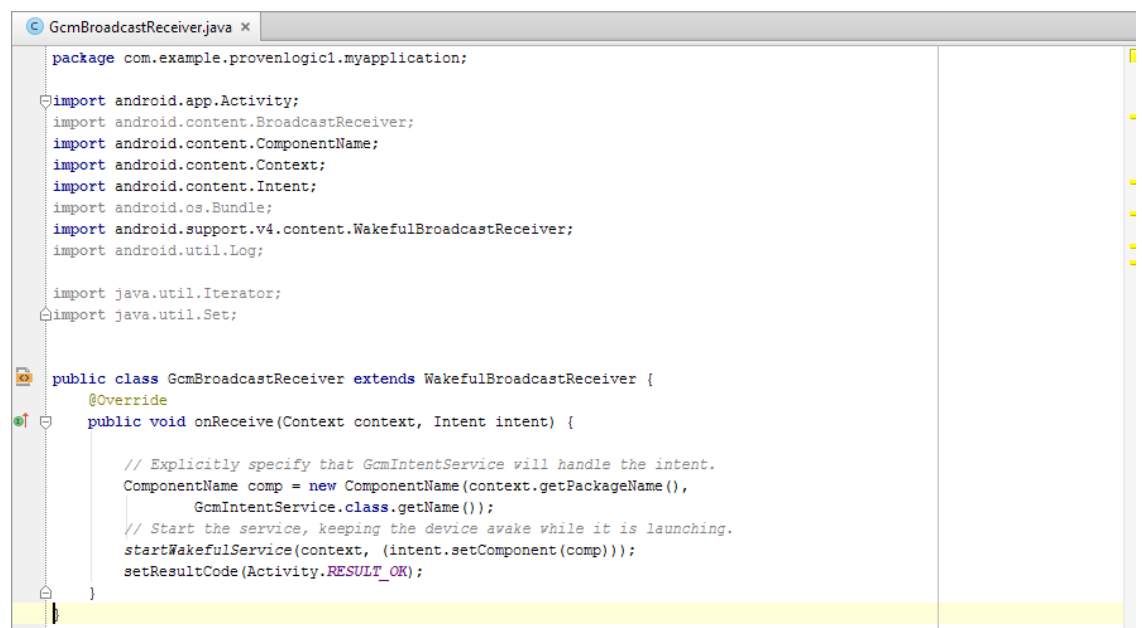 GcmBroadcastReceiver.java ×
package com.example.provenlogic1.myapplication;
import android.app.Activity;
import android.content.BroadcastReceiver;
import android.content.ComponentName;
import android.content.Context;
import android.content.Intent;
import android.os.Bundle;
import android.support.v4.content.WakefulBroadcastReceiver;
import android.util.Log;
import java.util.Iterator;
import java.util.Set;
public class GcmBroadcastReceiver extends WakefulBroadcastReceiver {
@Override
public void onReceive(Context context, Intent intent) {
// Explicitly specify that GcmIntentService will handle the intent.
ComponentName comp = new ComponentName(context.getPackageName(),
GcmIntentService.class.getName());
// Start the service, keeping the device awake while it is launching.
startWakefulService(context, (intent.setComponent(comp)));
setResultCode(Activity.RESULT_OK);
}
}